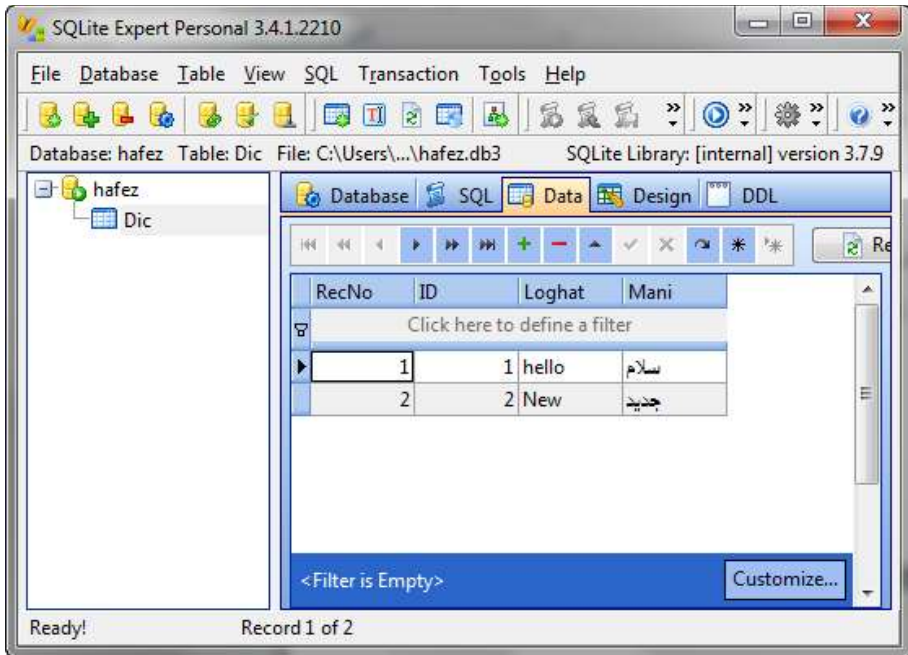 SQLite Expert Personal 3.4.1.2210
File Database Table View SQL Transaction Tools Help
Database: hafez Table: Dic File: C:\Users\...\hafez.db3 SQLite Library: [internal] version 3.7.9
hafez
Dic
Database SQL Data Design DDL
Re
RecNo ID Loghat Mani
Click here to define a filter
1 1 hello سلام
2 2 New جدید
<Filter is Empty> Customize...
Ready! Record 1 of 2